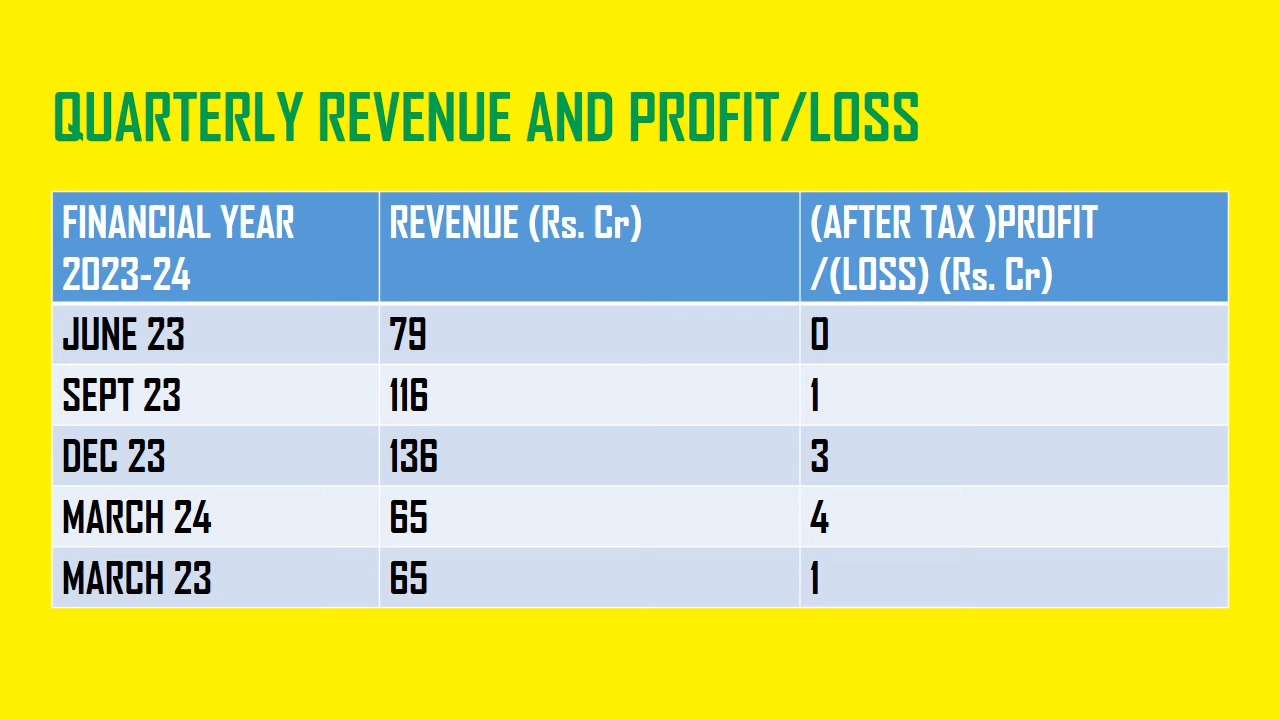 QUARTERLY REVENUE AND PROFIT/LOSS
FINANCIAL YEAR 2023-24 REVENUE (Rs. Cr) (AFTER TAX )PROFIT /(LOSS) (Rs. Cr)
JUNE 23 79 0
SEPT 23 116 1
DEC 23 136 3
MARCH 24 65 4
MARCH 23 65 1